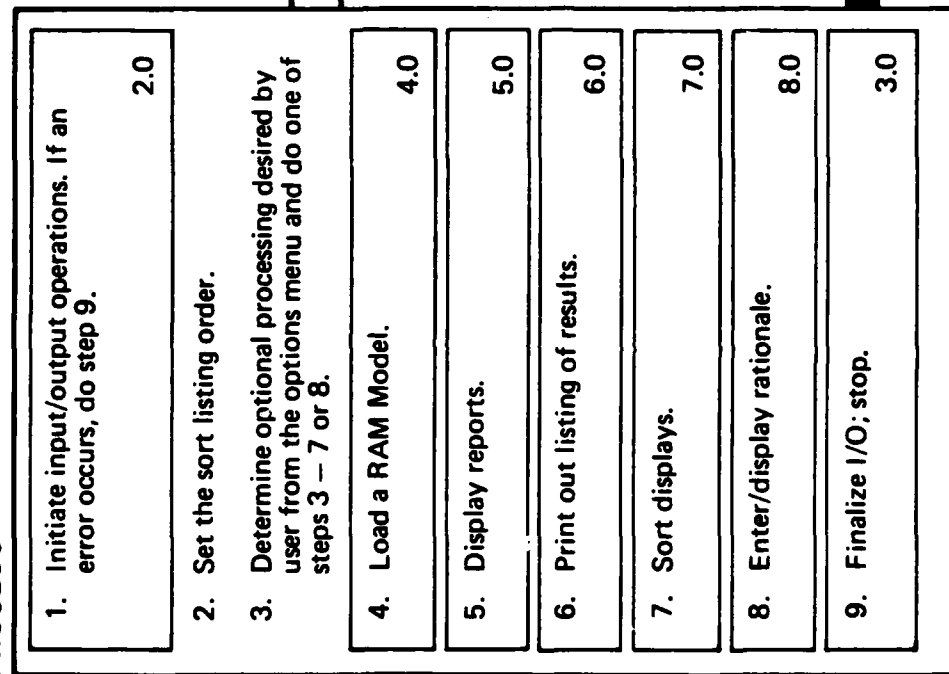 1. Initiate input/output operations. If an
error occurs, do step 9.
2.0
2. Set the sort listing order.
3. Determine optional processing desired by
user from the options menu and do one of
steps 3 – 7 or 8.
4. Load a RAM Model.
4.0
5. Display reports.
5.0
6. Print out listing of results.
6.0
7. Sort displays.
7.0
8. Enter/display rationale.
8.0
9. Finalize I/O; stop.
3.0